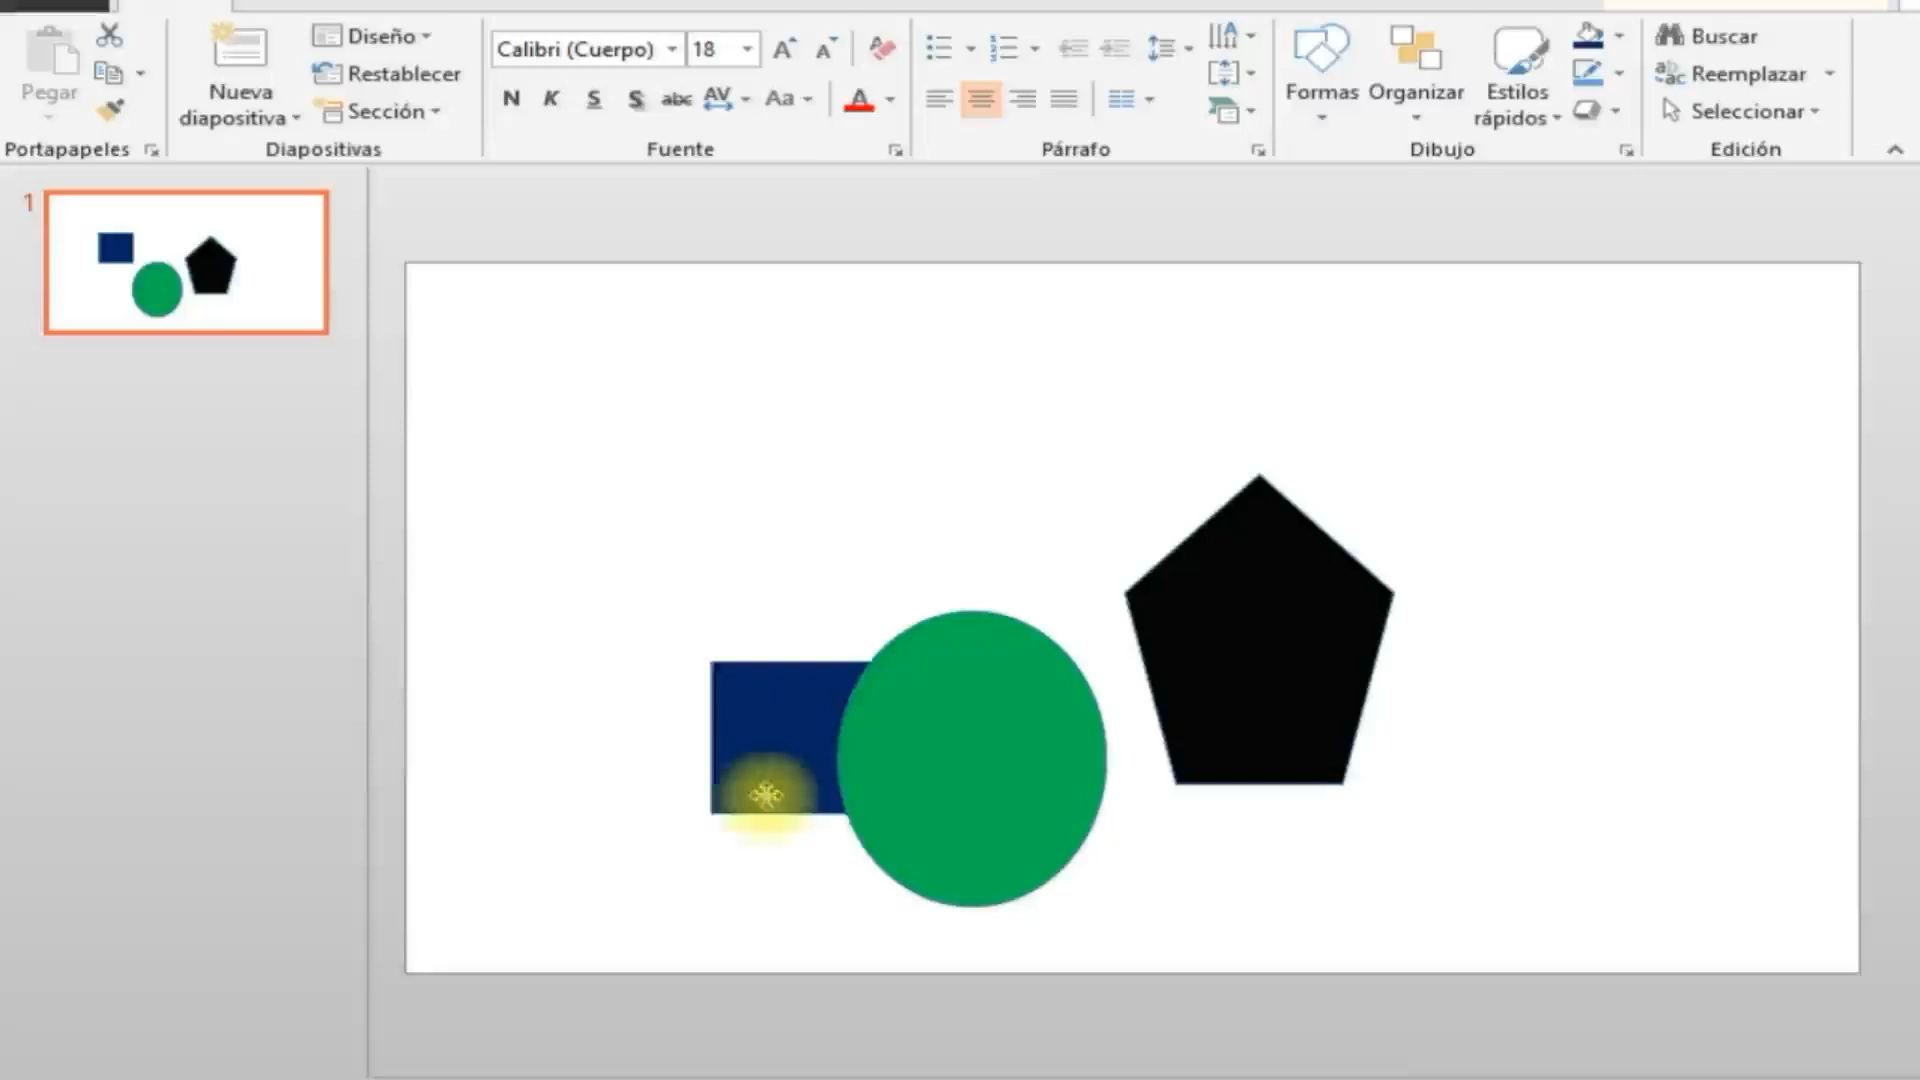 Pegar
Portapapeles
Nueva
diapositiva
Diseño
Restablecer
Sección
Diapositivas
Calibri (Cuerpo)
18
A A A
N K S S abc AV Aa A
Fuente
Párrafo
Formas
Organizar
Estilos
rápidos
Dibujo
Buscar
Reemplazar
Seleccionar
Edición
1